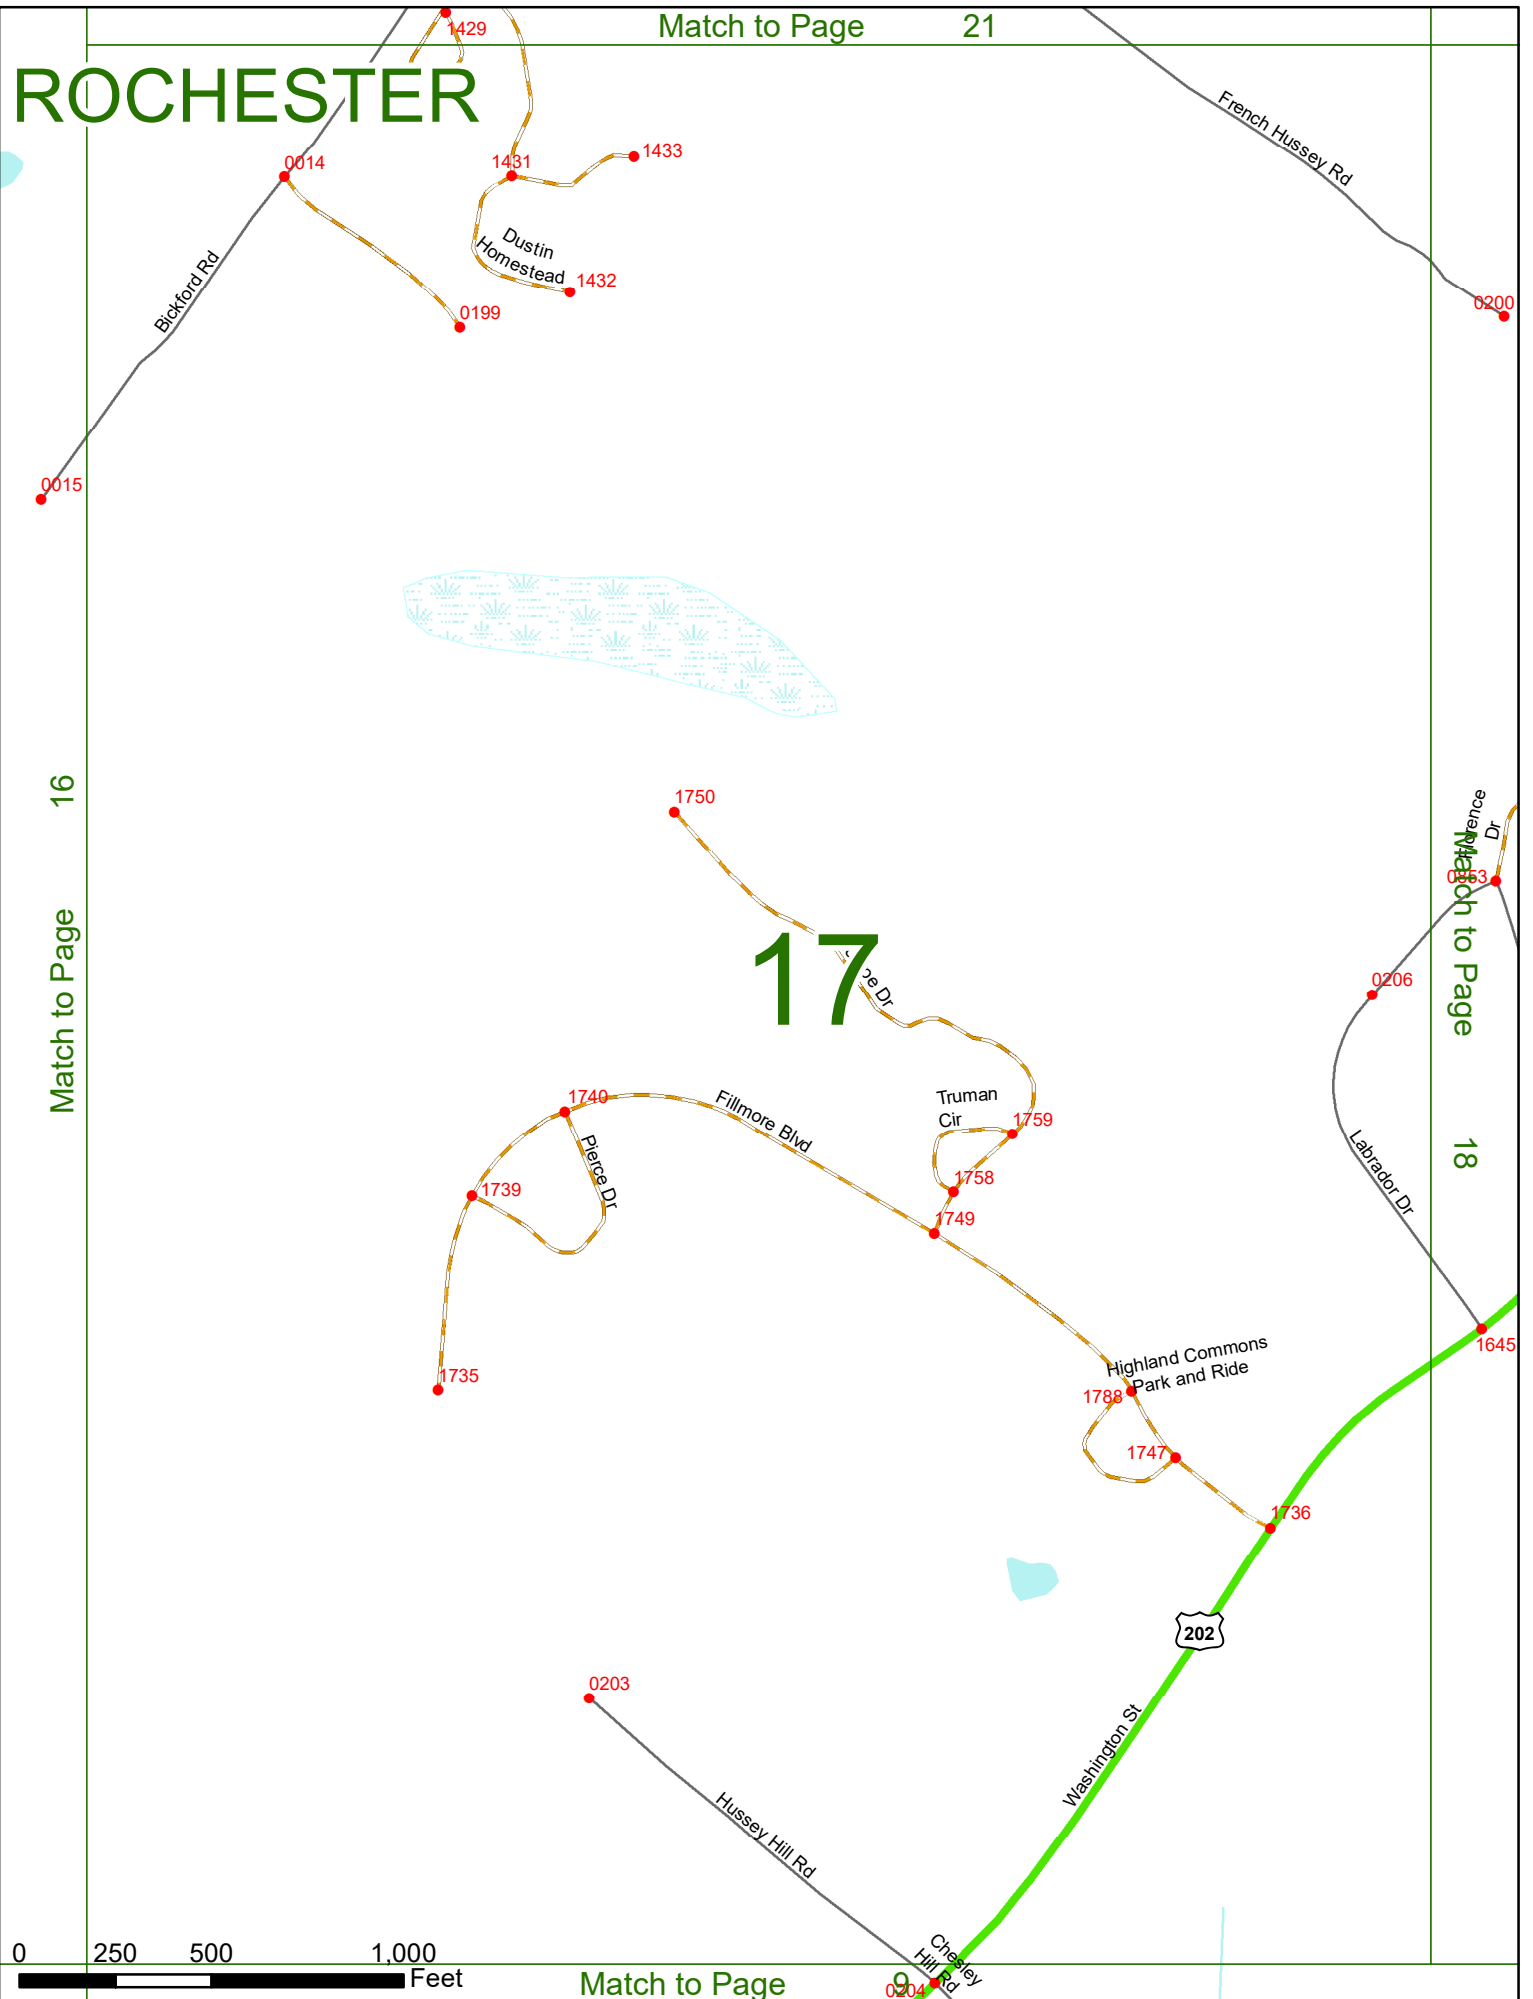 Match to Page 21
1429
ROCHESTER
French Hussey Rd
0014
1431
1433
Dustin
Homestead
1432
Bickford Rd
0199
0200
0015
16
Match to Page
1750
Dr
0853
Match to Page
18
17
Dr
0206
1740
Fillmore Blvd
Truman
Cir
1759
Pierce Dr
1739
1758
1749
Labrador Dr
1645
Highland Commons
Park and Ride
1735
1788
1747
1736
202
0203
Washington St
Hussey Hill Rd
Chesley
Hill Rd
0204
0 250 500 1,000
Feet
Match to Page 9